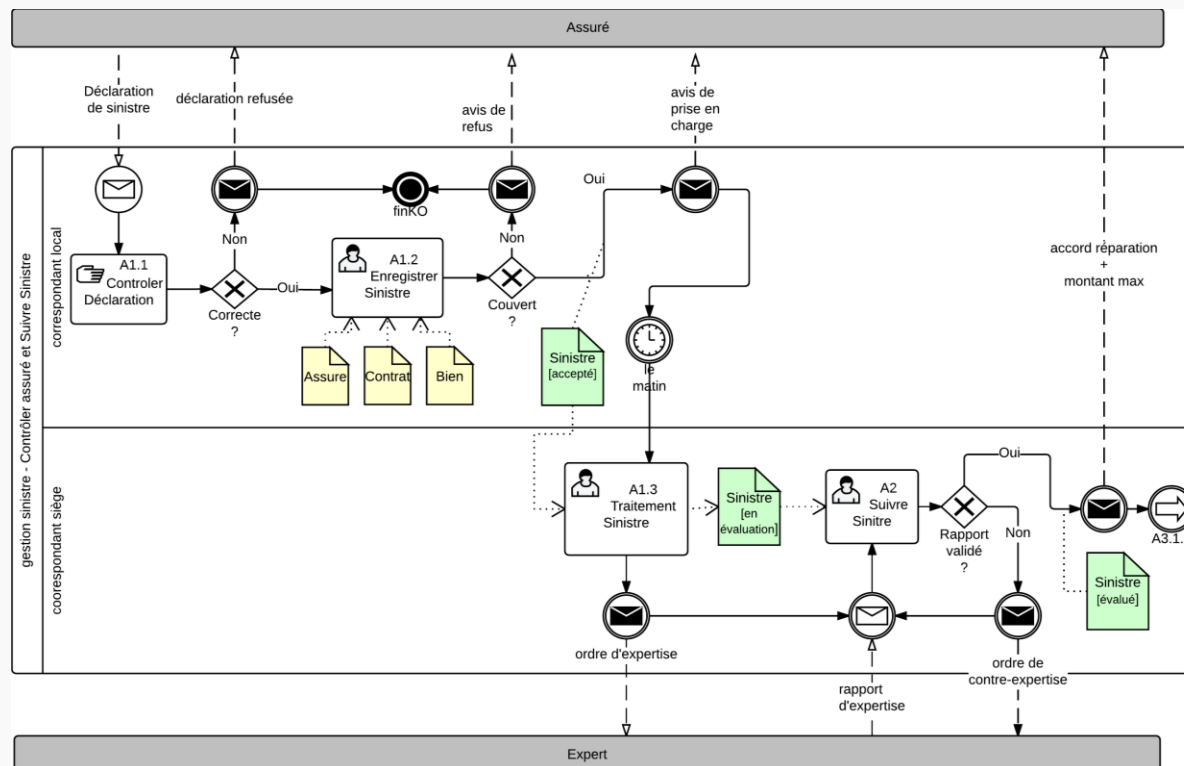 Assuré
Déclaration
de sinistre
déclaration refusée
avis de
refus
avis de
prise en
charge
accord réparation
+
montant max
gestion sinistre - Contrôler assuré et Suivre Sinistre
correspondant local
finKO
Oui
Non
Non
A1.1
Controler
Déclaration
A1.2
Enregistrer
Sinistre
Oui
Correcte
?
Couvert
?
Assure
Contrat
Bien
Sinistre
[accepté]
le
matin
coorespondant siège
Oui
A1.3
Traitement
Sinistre
Sinistre
[en
évaluation]
A2
Suivre
Sinitre
Rapport
validé
?
Non
A3.1.
Sinistre
[évalué]
ordre d'expertise
rapport
d'expertise
ordre de
contre-expertise
Expert